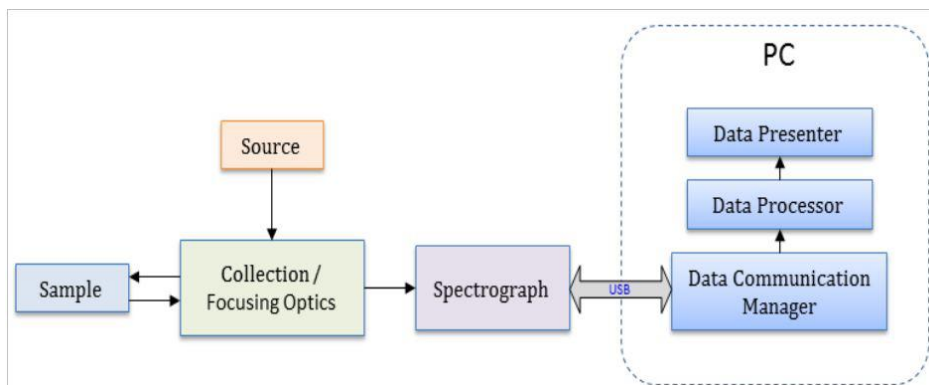 PC
Data Presenter
Source
Data Processor
Collection /
Focusing Optics
Sample
Spectrograph
USB
Data Communication
Manager